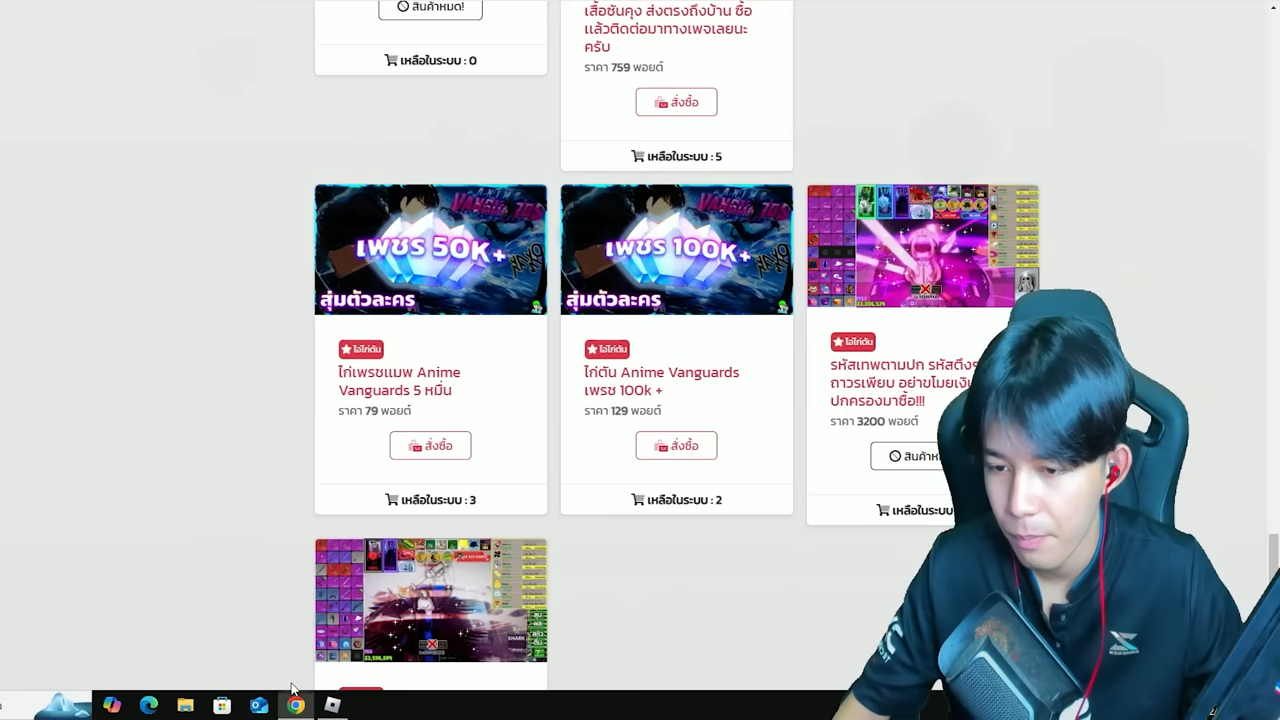 สินค้าหมด!
เหลือในระบบ : 0
เสื้อซันคุง ส่งตรงถึงบ้าน ซื้อ
แล้วติดต่อมาทางเพจเลยนะ
ครับ
ราคา 759 พอยต์
สั่งซื้อ
เหลือในระบบ : 5
เพชร 50K+
สุ่มตัวละคร
โอ๋ไก่ตัน
ไก่เพชรแมพ Anime
Vanguards 5 หมื่น
ราคา 79 พอยต์
สั่งซื้อ
เหลือในระบบ : 3
เพชร 100K+
สุ่มตัวละคร
โอ๋ไก่ตัน
ไก่ตัน Anime Vanguards
เพชร 100k +
ราคา 129 พอยต์
สั่งซื้อ
เหลือในระบบ : 2
โอ๋ไก่ตัน
รหัสเทพตามปก รหัสตึงๆ
ถาวรเพียบ อย่าขโมยเงิน
ปกครองมาซื้อ!!!
ราคา 3200 พอยต์
สินค้าห
เหลือในระบบ